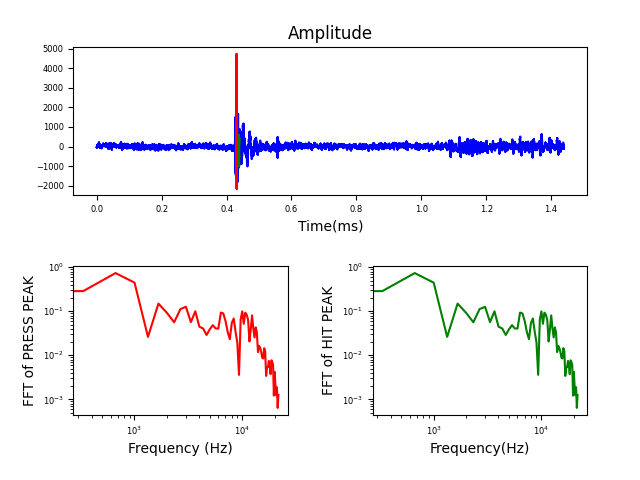 Amplitude
5000
4000
3000
2000
1000
0
−1000
−2000
0.0 0.2 0.4 0.6 0.8 1.0 1.2 1.4
Time(ms)
FFT of PRESS PEAK
10⁰
10⁻¹
10⁻²
10⁻³
10³ 10⁴
Frequency (Hz)
FFT of HIT PEAK
10⁰
10⁻¹
10⁻²
10⁻³
10³ 10⁴
Frequency(Hz)